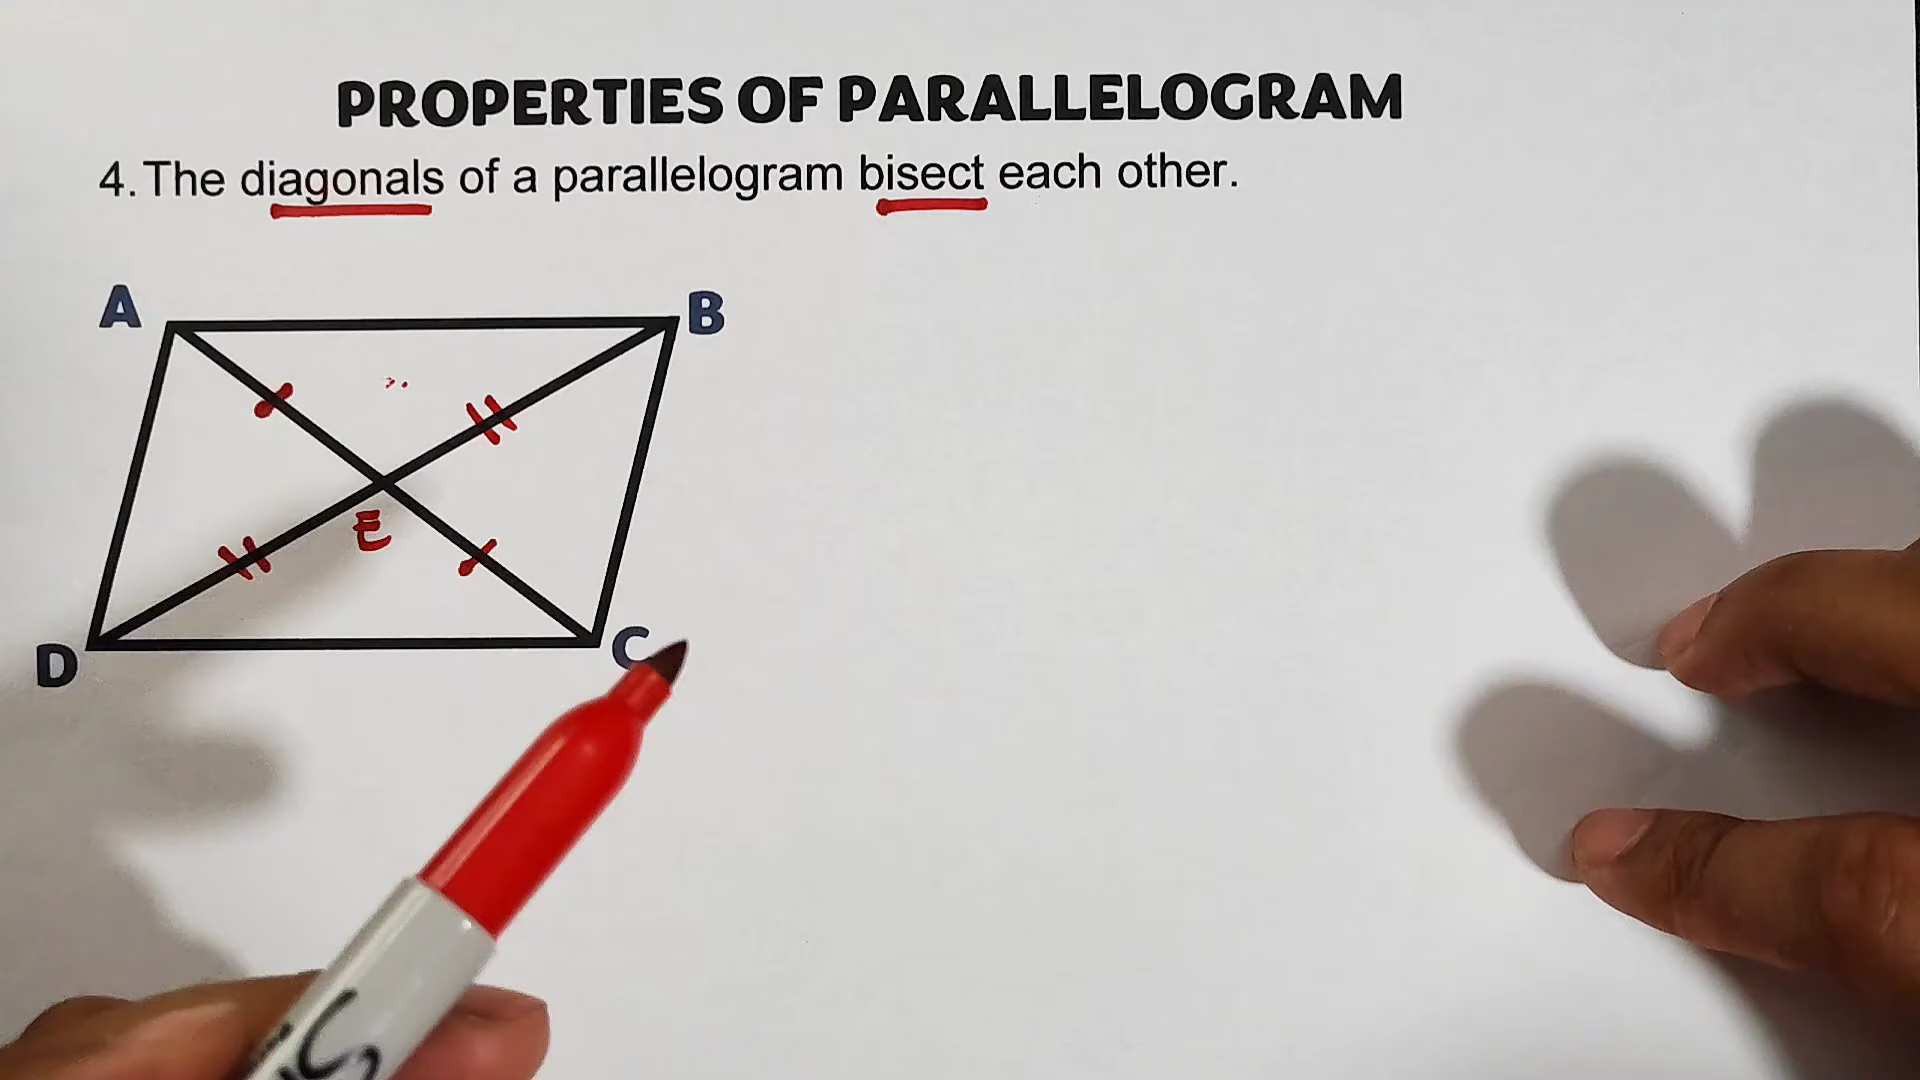 PROPERTIES OF PARALLELOGRAM
4. The diagonals of a parallelogram bisect each other.
A
B
E
D
C